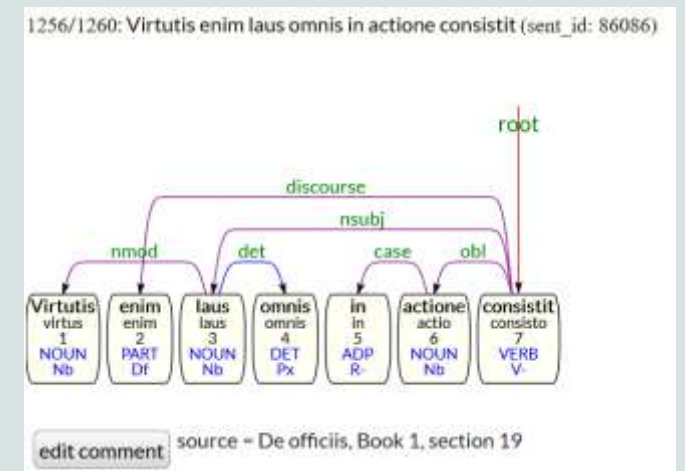 1256/1260: Virtutis enim laus omnis in actione consistit (sent_id: 86086)
root
discourse
nsubj
nmod det case obl
Virtutis enim laus omnis in actione consistit
virtus enim laus omnis in actio consisto
1 2 3 4 5 6 7
NOUN PART NOUN DET ADP NOUN VERB
Nb Df Nb Px R- Nb V-
edit comment source = De officiis, Book 1, section 19